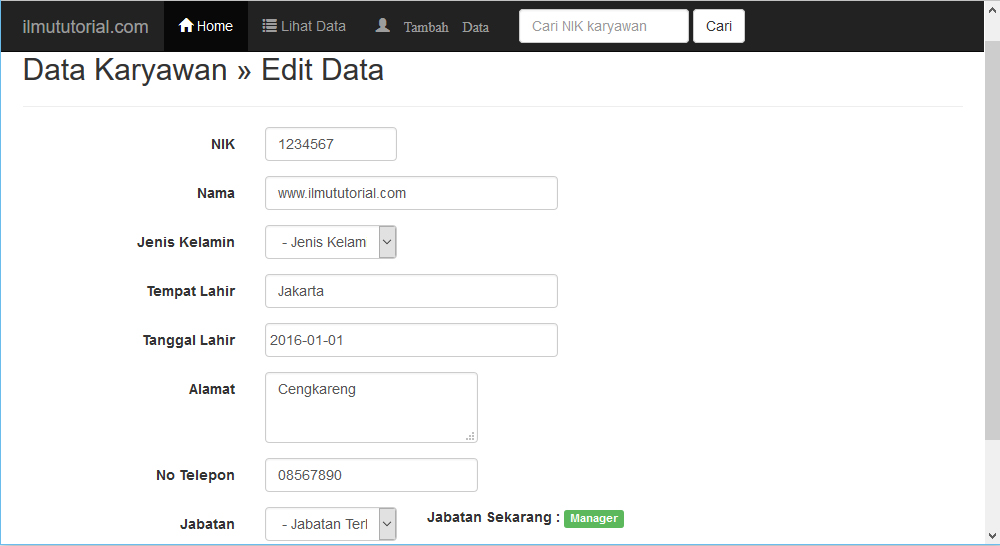 ilmututorial.com Home Lihat Data Tambah Data Cari NIK karyawan Cari
Data Karyawan » Edit Data
NIK 1234567
Nama www.ilmututorial.com
Jenis Kelamin - Jenis Kelam
Tempat Lahir Jakarta
Tanggal Lahir 2016-01-01
Alamat Cengkareng
No Telepon 08567890
Jabatan - Jabatan Terl Jabatan Sekarang : Manager